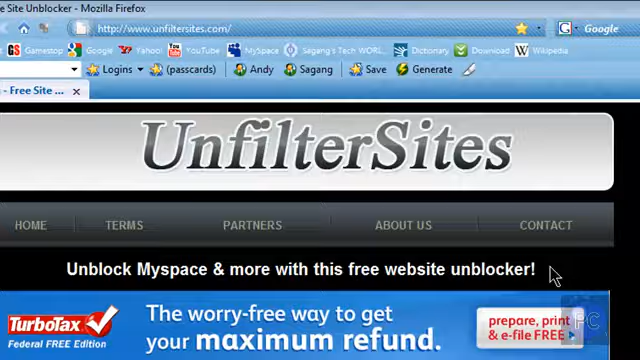 e Site Unblocker - Mozilla Firefox
http://www.unfiltersites.com/
Google
GS Gamestop Google Yahoo YouTube MySpace Sagang's Tech WORL... Dictionary Download Wikipedia
Logins (passcards) Andy Sagang Save Generate
- Free Site ...
UnfilterSites
HOME TERMS PARTNERS ABOUT US CONTACT
Unblock Myspace & more with this free website unblocker!
TurboTax
Federal FREE Edition
The worry-free way to get
your maximum refund.
prepare, print
& e-file FREE
PC